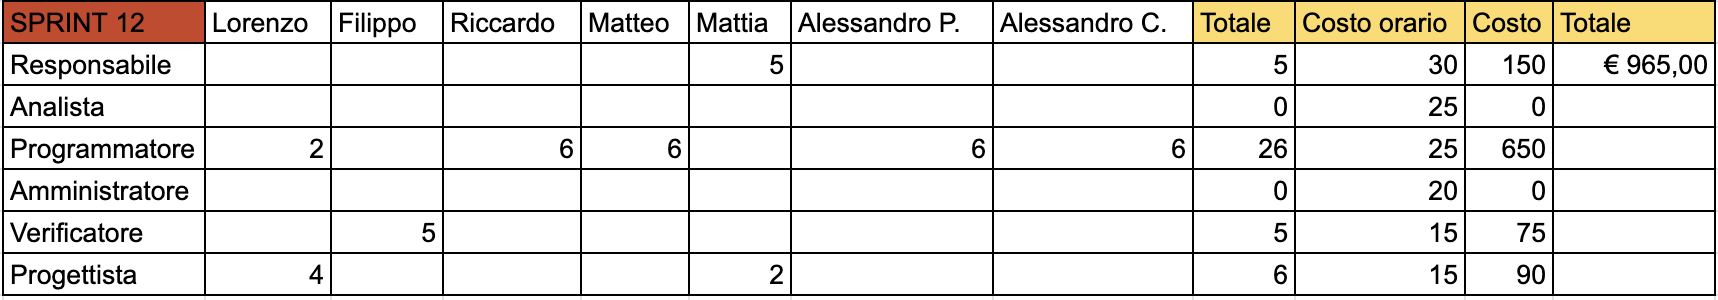 SPRINT 12 Lorenzo Filippo Riccardo Matteo Mattia Alessandro P. Alessandro C. Totale Costo orario Costo Totale
Responsabile 5 5 30 150 € 965,00
Analista 0 25 0
Programmatore 2 6 6 6 6 26 25 650
Amministratore 0 20 0
Verificatore 5 5 15 75
Progettista 4 2 6 15 90